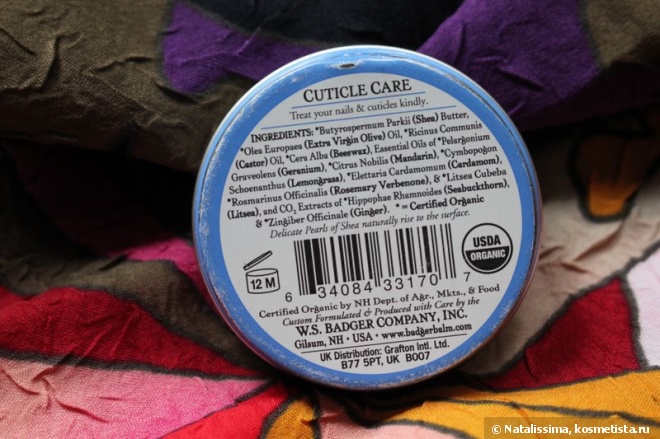 CUTICLE CARE
Treat your nails & cuticles kindly.
INGREDIENTS: *Butyrospermum Parkii (Shea) Butter,
*Olea Europaea (Extra Virgin Olive) Oil, *Ricinus Communis
(Castor) Oil, *Cera Alba (Beeswax), Essential Oils of *Pelargonium
Graveolens (Geranium), *Citrus Nobilis (Mandarin), *Cymbopogon
Schoenanthus (Lemongrass), *Elettaria Cardamomum (Cardamom),
*Rosmarinus Officinalis (Rosemary Verbenone), & *Litsea Cubeba
(Litsea), and CO₂ Extracts of *Hippophae Rhamnoides (Seabuckthorn),
& *Zingiber Officinale (Ginger). * = Certified Organic
Delicate Pearls of Shea naturally rise to the surface.
12 M
6 34084 33170 7
USDA
ORGANIC
Certified Organic by NH Dept. of Agr., Mkts., & Food
Custom Formulated & Produced with Care by the
W.S. BADGER COMPANY, INC.
Gilsum, NH • USA • www.badgerbalm.com
UK Distribution: Grafton Intl. Ltd.
B77 5PT, UK B007
© Natalissima, kosmetista.ru